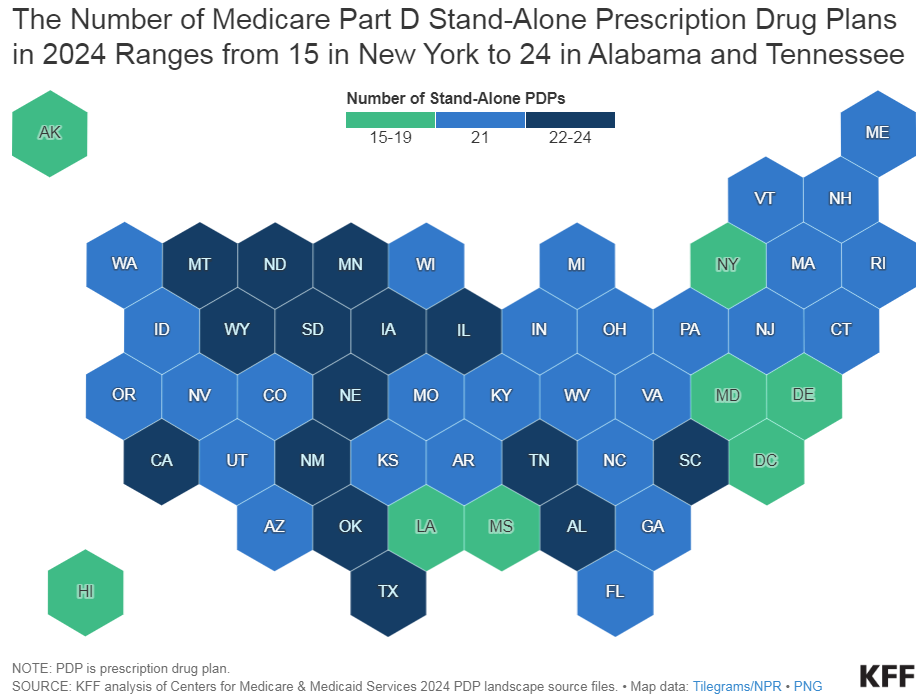 The Number of Medicare Part D Stand-Alone Prescription Drug Plans
in 2024 Ranges from 15 in New York to 24 in Alabama and Tennessee
Number of Stand-Alone PDPs
15-19 21 22-24
AK ME
VT NH
WA MT ND MN WI MI NY MA RI
ID WY SD IA IL IN OH PA NJ CT
OR NV CO NE MO KY WV VA MD DE
CA UT NM KS AR TN NC SC DC
AZ OK LA MS AL GA
HI TX FL
NOTE: PDP is prescription drug plan.
SOURCE: KFF analysis of Centers for Medicare & Medicaid Services 2024 PDP landscape source files. • Map data: Tilegrams/NPR • PNG
KFF